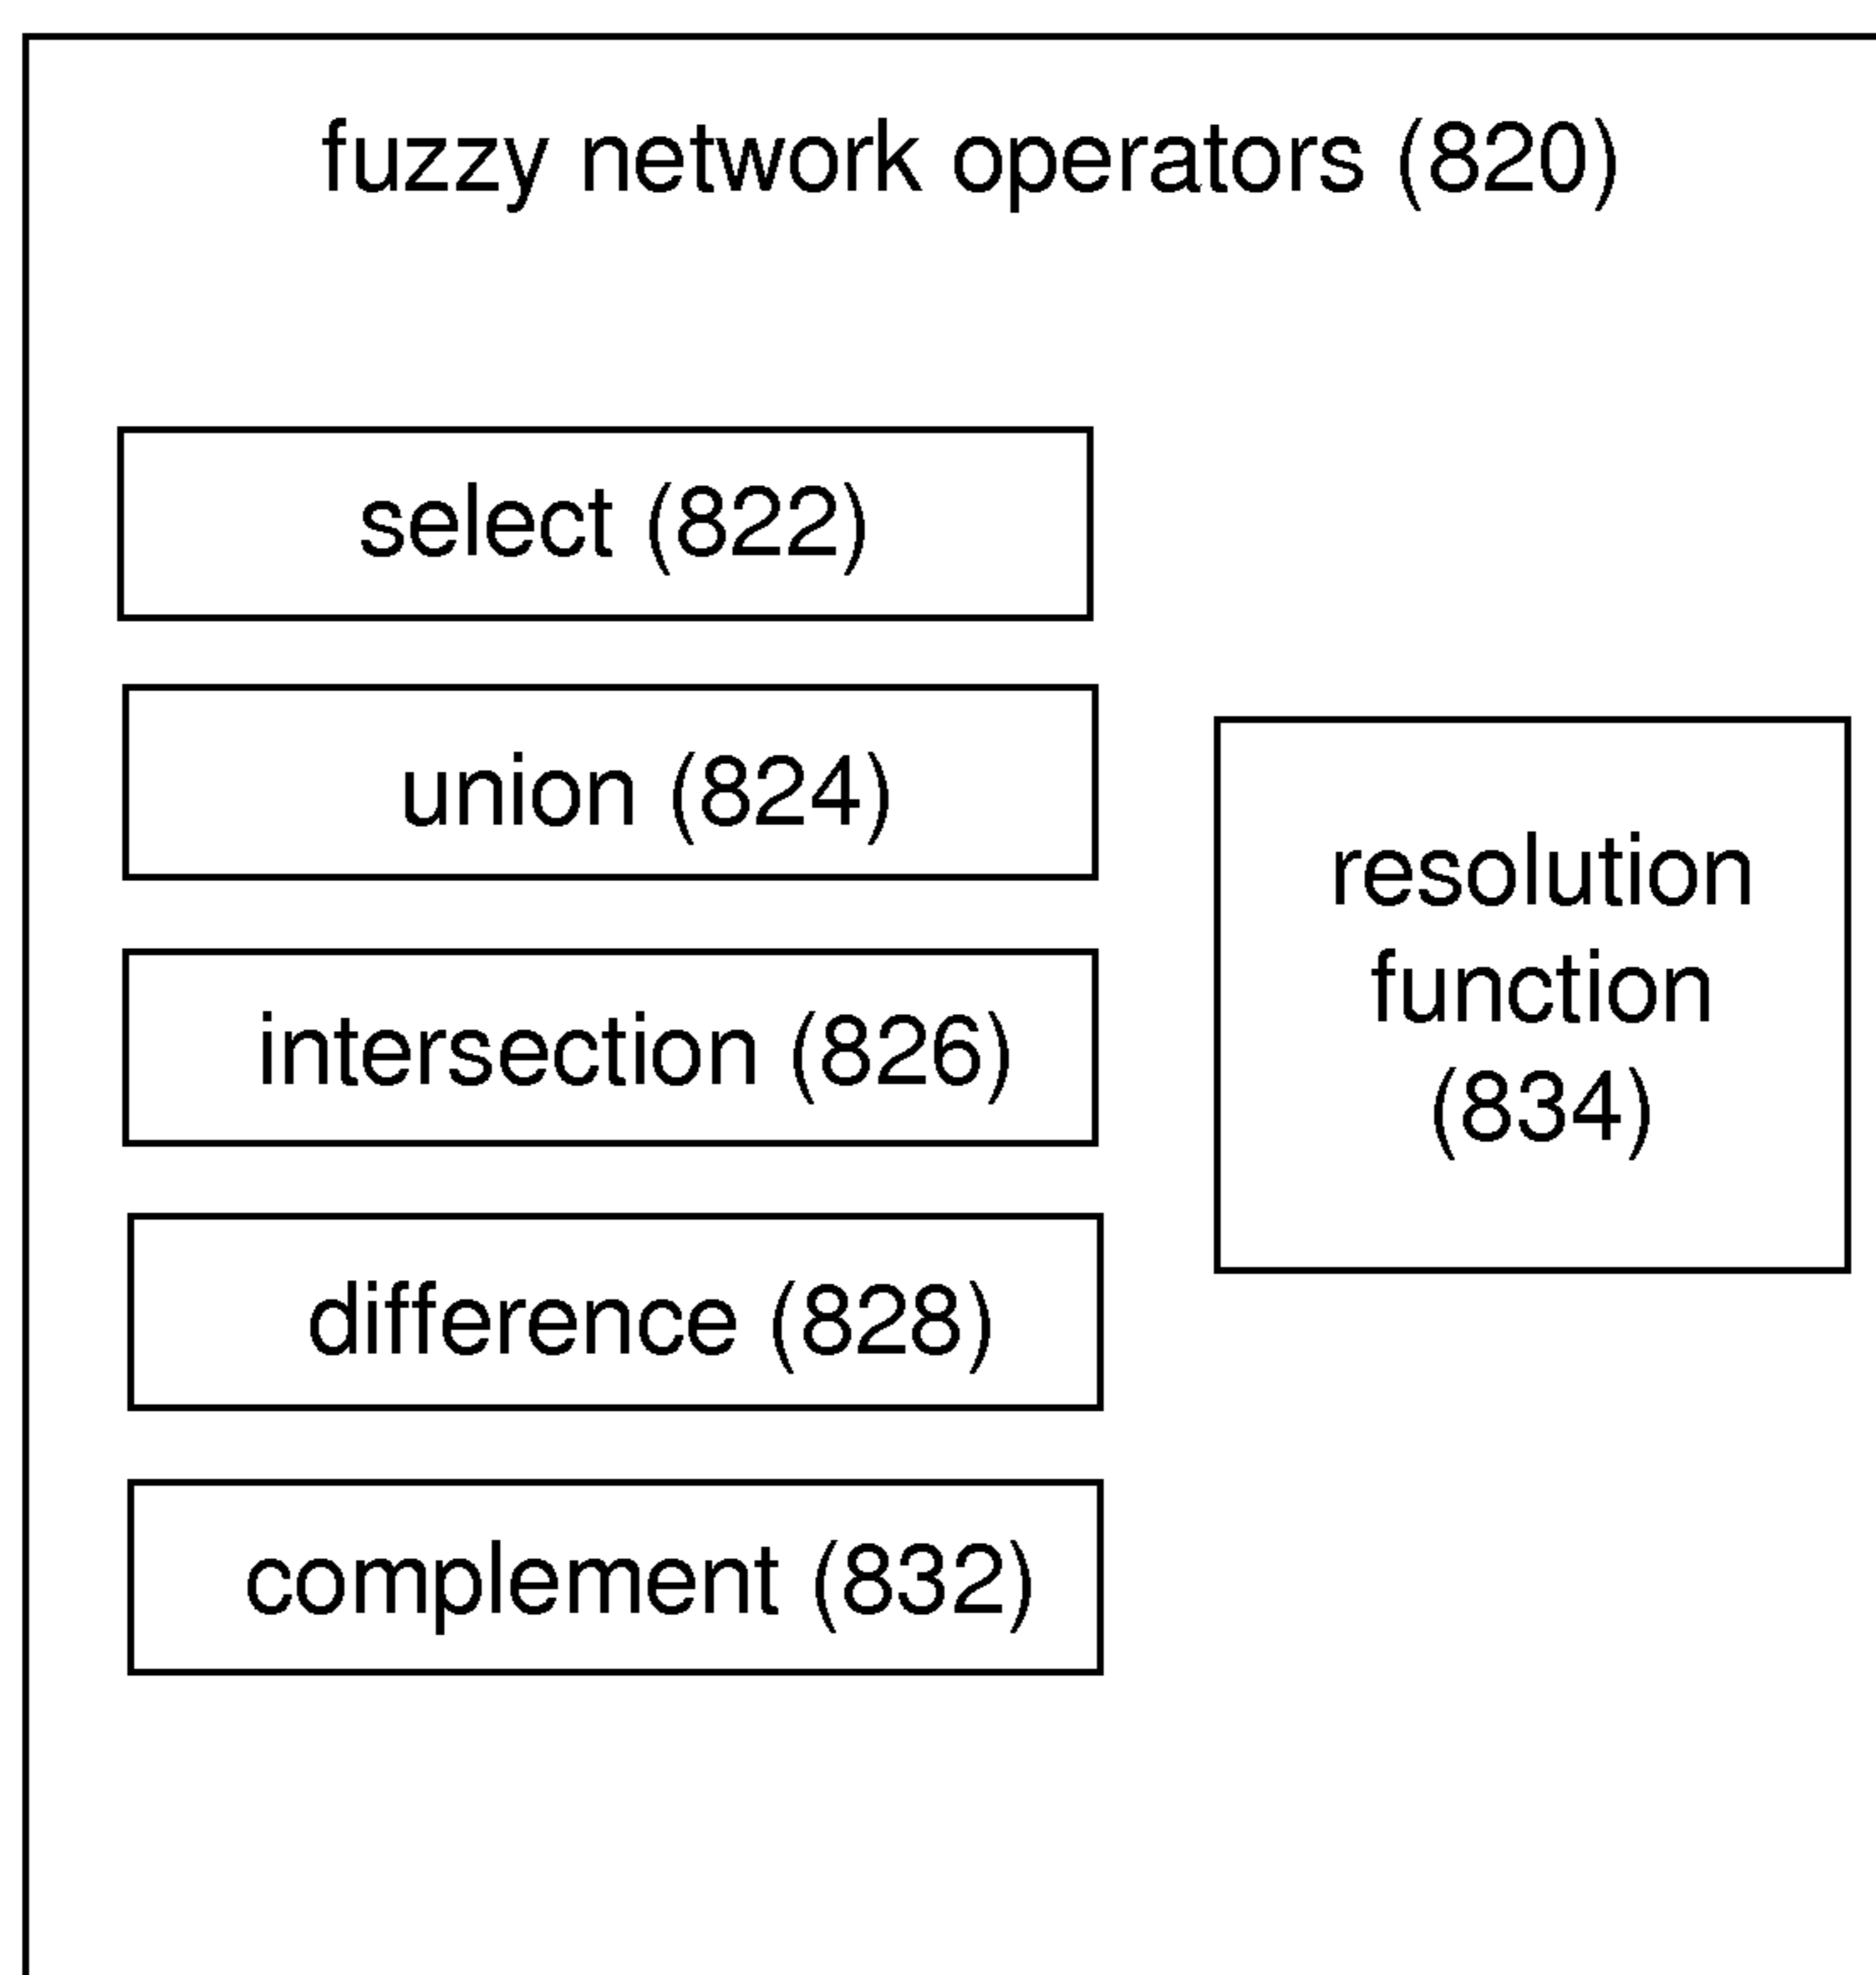 fuzzy network operators (820)
select (822)
union (824)
intersection (826)
difference (828)
complement (832)
resolution
function
(834)